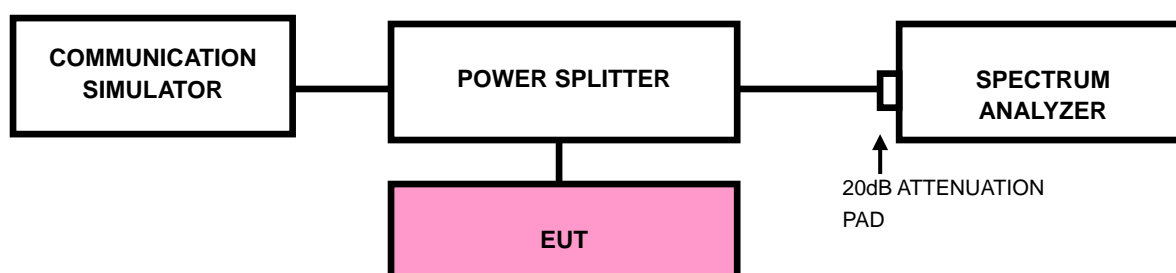 COMMUNICATION
SIMULATOR
POWER SPLITTER
SPECTRUM
ANALYZER
20dB ATTENUATION
PAD
EUT